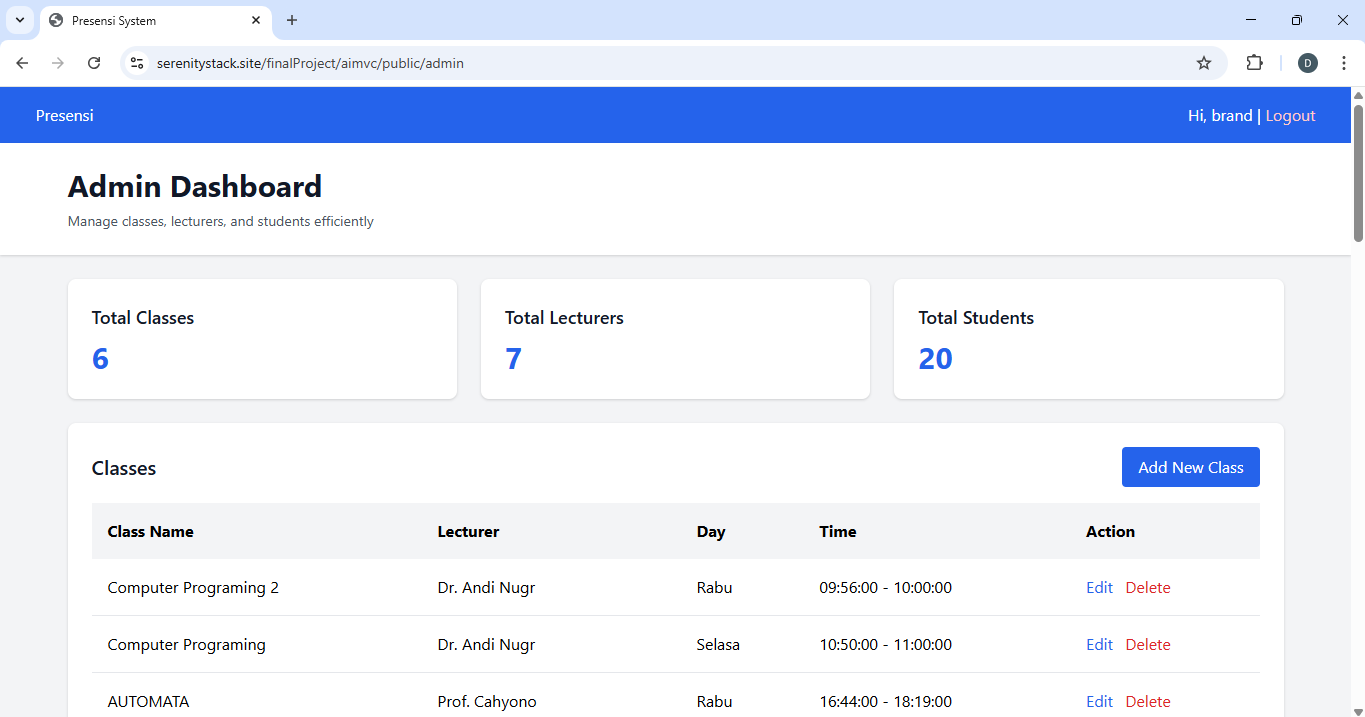 Presensi System
serenitystack.site/finalProject/aimvc/public/admin
D
Presensi
Hi, brand | Logout
Admin Dashboard
Manage classes, lecturers, and students efficiently
Total Classes
6
Total Lecturers
7
Total Students
20
Classes
Add New Class
Class Name Lecturer Day Time Action
Computer Programing 2 Dr. Andi Nugr Rabu 09:56:00 - 10:00:00 Edit Delete
Computer Programing Dr. Andi Nugr Selasa 10:50:00 - 11:00:00 Edit Delete
AUTOMATA Prof. Cahyono Rabu 16:44:00 - 18:19:00 Edit Delete